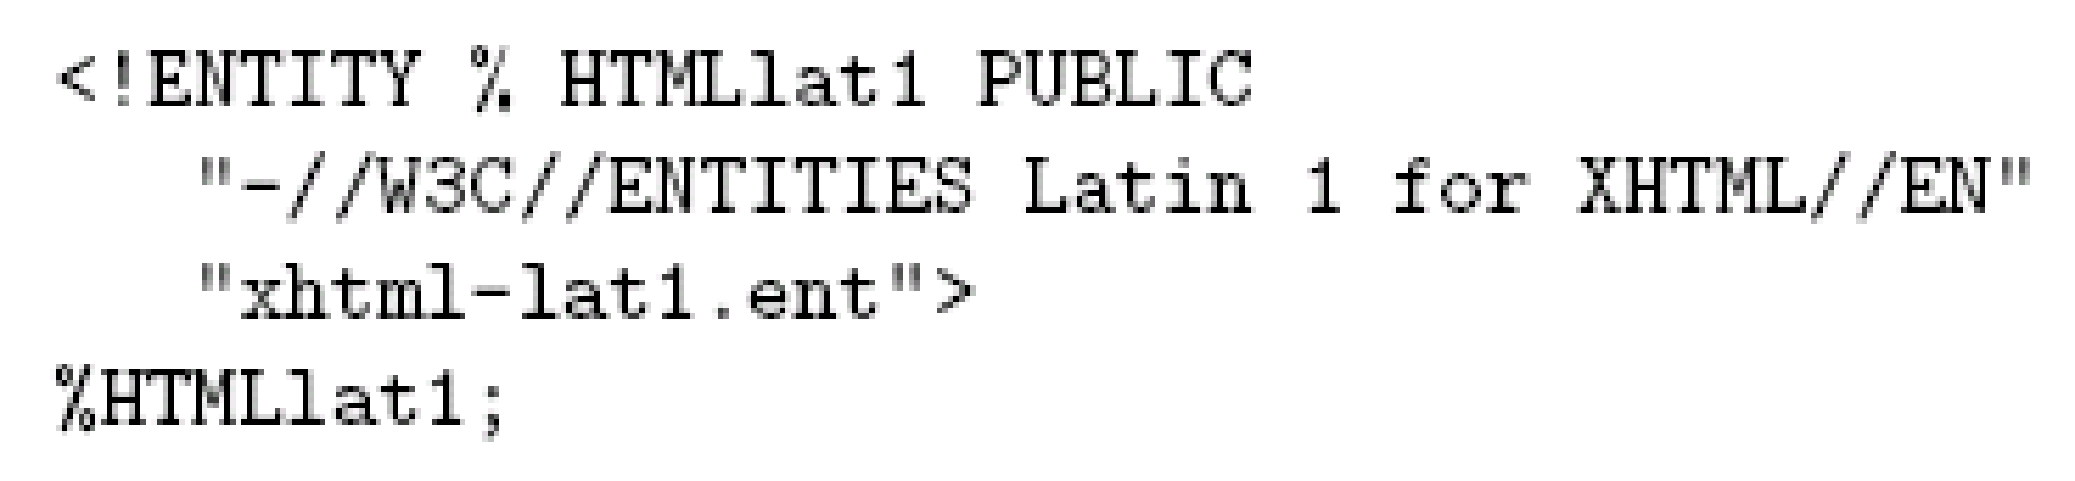 <!ENTITY % HTMLlat1 PUBLIC
"-//W3C//ENTITIES Latin 1 for XHTML//EN"
"xhtml-lat1.ent">
%HTMLlat1;